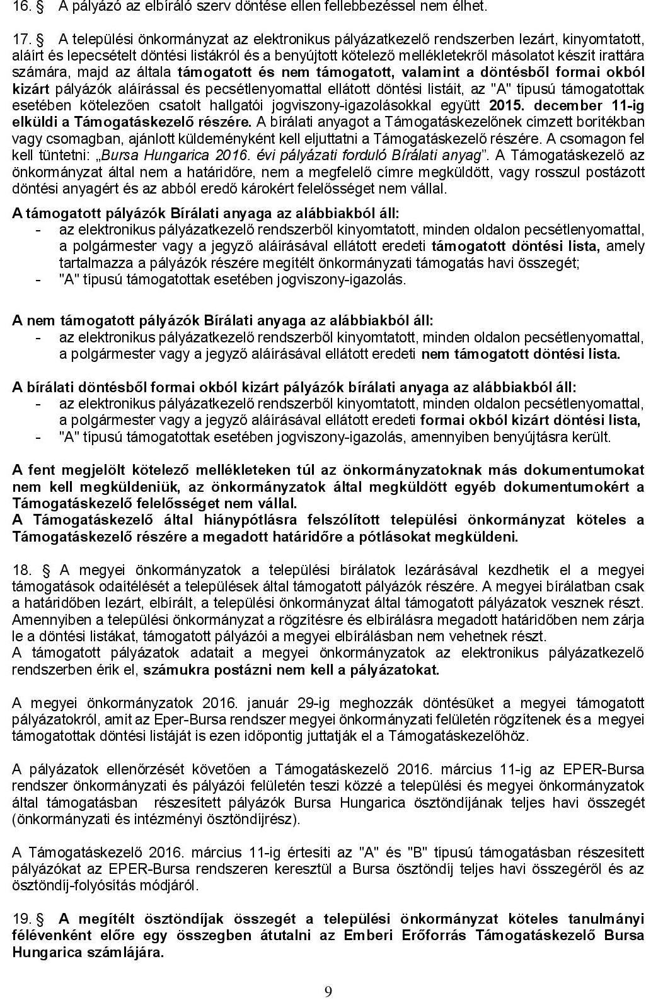 16. § A pályázó az elbíráló szerv döntése ellen fellebbezéssel nem élhet.
17. § A települési önkormányzat az elektronikus pályázatkezelő rendszerben lezárt, kinyomtatott,
aláírt és lepecsételt döntési listákról és a benyújtott kötelező mellékletekről másolatot készít irattára
számára, majd az általa támogatott és nem támogatott, valamint a döntésből formai okból
kizárt pályázók aláírással és pecsétlenyomattal ellátott döntési listáit, az "A" típusú támogatottak
esetében kötelezően csatolt hallgatói jogviszony-igazolásokkal együtt 2015. december 11-ig
elküldi a Támogatáskezelő részére. A bírálati anyagot a Támogatáskezelőnek címzett borítékban
vagy csomagban, ajánlott küldeményként kell eljuttatni a Támogatáskezelő részére. A csomagon fel
kell tüntetni: „Bursa Hungarica 2016. évi pályázati forduló Bírálati anyag”. A Támogatáskezelő az
önkormányzat által nem a határidőre, nem a megfelelő címre megküldött, vagy rosszul postázott
döntési anyagért és az abból eredő károkért felelősséget nem vállal.
A támogatott pályázók Bírálati anyaga az alábbiakból áll:
- az elektronikus pályázatkezelő rendszerből kinyomtatott, minden oldalon pecsétlenyomattal,
a polgármester vagy a jegyző aláírásával ellátott eredeti támogatott döntési lista, amely
tartalmazza a pályázók részére megítélt önkormányzati támogatás havi összegét;
- "A" típusú támogatottak esetében jogviszony-igazolás.
A nem támogatott pályázók Bírálati anyaga az alábbiakból áll:
- az elektronikus pályázatkezelő rendszerből kinyomtatott, minden oldalon pecsétlenyomattal,
a polgármester vagy a jegyző aláírásával ellátott eredeti nem támogatott döntési lista.
A bírálati döntésből formai okból kizárt pályázók bírálati anyaga az alábbiakból áll:
- az elektronikus pályázatkezelő rendszerből kinyomtatott, minden oldalon pecsétlenyomattal,
a polgármester vagy a jegyző aláírásával ellátott eredeti formai okból kizárt döntési lista,
- "A" típusú támogatottak esetében jogviszony-igazolás, amennyiben benyújtásra került.
A fent megjelölt kötelező mellékleteken túl az önkormányzatoknak más dokumentumokat
nem kell megküldeniük, az önkormányzatok által megküldött egyéb dokumentumokért a
Támogatáskezelő felelősséget nem vállal.
A Támogatáskezelő által hiánypótlásra felszólított települési önkormányzat köteles a
Támogatáskezelő részére a megadott határidőre a pótlásokat megküldeni.
18. § A megyei önkormányzatok a települési bírálatok lezárásával kezdhetik el a megyei
támogatások odaítélését a települések által támogatott pályázók részére. A megyei bírálatban csak
a határidőben lezárt, elbírált, a települési önkormányzat által támogatott pályázatok vesznek részt.
Amennyiben a települési önkormányzat a rögzítésre és elbírálásra megadott határidőben nem zárja
le a döntési listákat, támogatott pályázói a megyei elbírálásban nem vehetnek részt.
A támogatott pályázatok adatait a megyei önkormányzatok az elektronikus pályázatkezelő
rendszerben érik el, számukra postázni nem kell a pályázatokat.
A megyei önkormányzatok 2016. január 29-ig meghozzák döntésüket a megyei támogatott
pályázatokról, amit az Eper-Bursa rendszer megyei önkormányzati felületén rögzítenek és a megyei
támogatottak döntési listáját is ezen időpontig juttatják el a Támogatáskezelőhöz.
A pályázatok ellenőrzését követően a Támogatáskezelő 2016. március 11-ig az EPER-Bursa
rendszer önkormányzati és pályázói felületén teszi közzé a települési és megyei önkormányzatok
által támogatásban részesített pályázók Bursa Hungarica ösztöndíjának teljes havi összegét
(önkormányzati és intézményi ösztöndíjrész).
A Támogatáskezelő 2016. március 11-ig értesíti az "A" és "B" típusú támogatásban részesített
pályázókat az EPER-Bursa rendszeren keresztül a Bursa ösztöndíj teljes havi összegéről és az
ösztöndíj-folyósítás módjáról.
19. § A megítélt ösztöndíjak összegét a települési önkormányzat köteles tanulmányi
félévenként előre egy összegben átutalni az Emberi Erőforrás Támogatáskezelő Bursa
Hungarica számlájára.
9